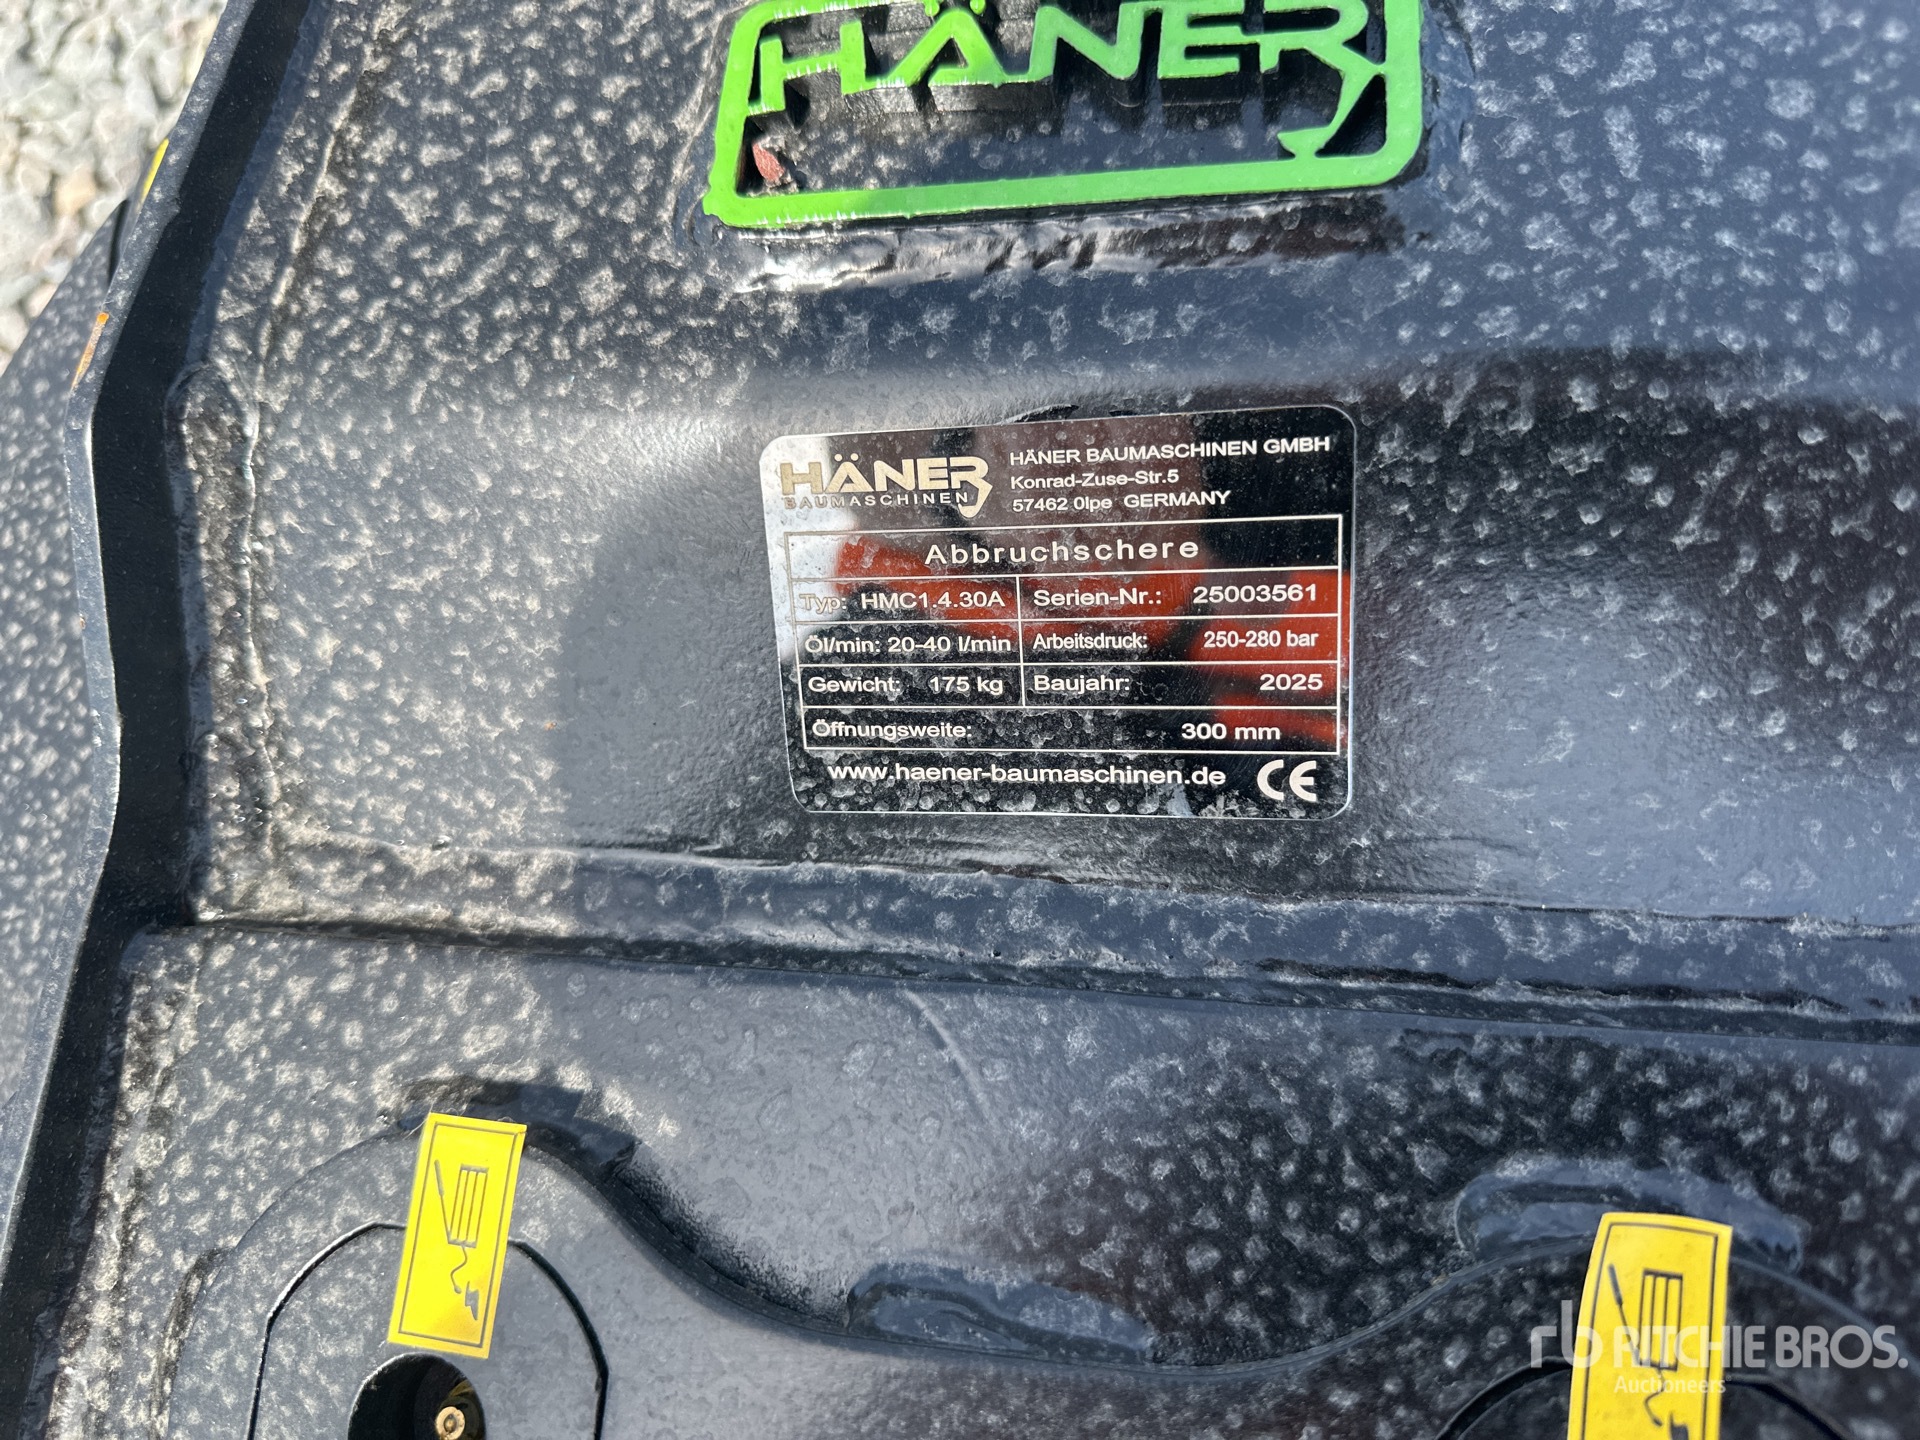 HÄNER
HÄNER
BAUMASCHINEN
HÄNER BAUMASCHINEN GMBH
Konrad-Zuse-Str.5
57462 Olpe GERMANY
Abbruchschere
Typ: HMC1.4.30A Serien-Nr.: 25003561
Öl/min: 20-40 l/min Arbeitsdruck: 250-280 bar
Gewicht: 175 kg Baujahr: 2025
Öffnungsweite: 300 mm
www.haener-baumaschinen.de CE
rb RITCHIE BROS.
Auctioneers